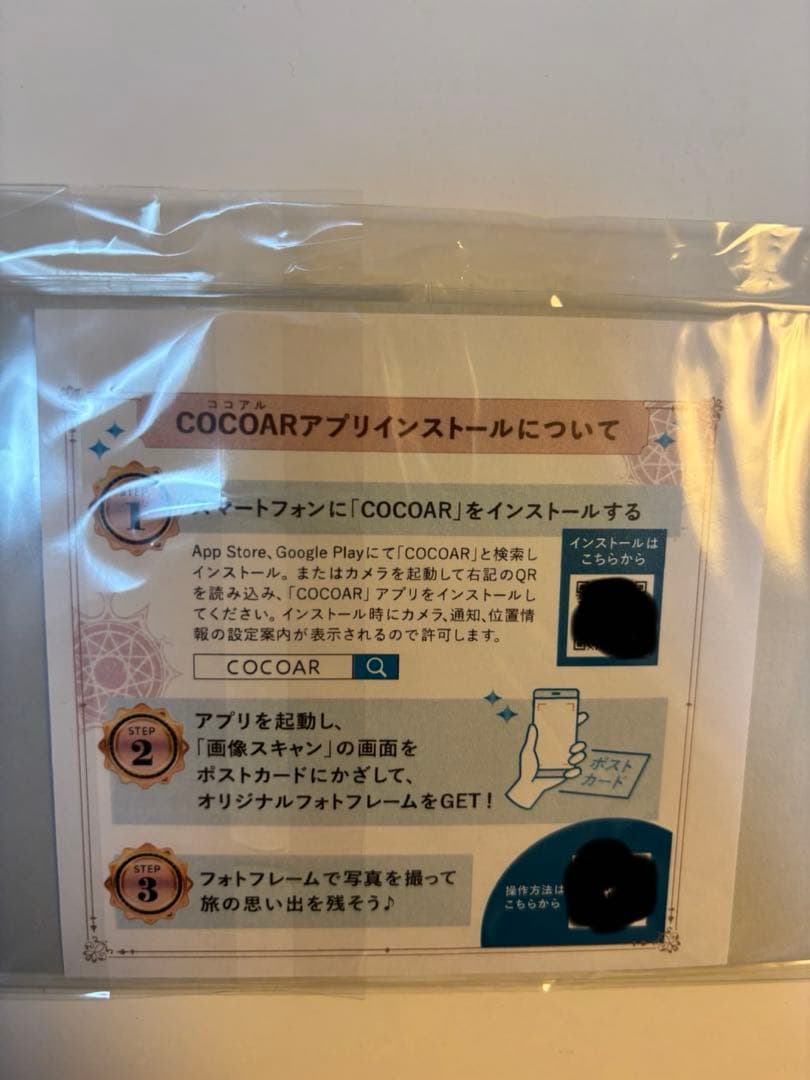 ココアル
COCOARアプリインストールについて
STEP
1
スマートフォンに「COCOAR」をインストールする
App Store、Google Playにて「COCOAR」と検索し
インストール。またはカメラを起動して右記のQR
を読み込み、「COCOAR」アプリをインストールし
てください。インストール時にカメラ、通知、位置情
報の設定案内が表示されるので許可します。
インストールは
こちらから
COCOAR
STEP
2
アプリを起動し、
「画像スキャン」の画面を
ポストカードにかざして、
オリジナルフォトフレームをGET!
ポスト
カード
STEP
3
フォトフレームで写真を撮って
旅の思い出を残そう♪
操作方法は
こちらから